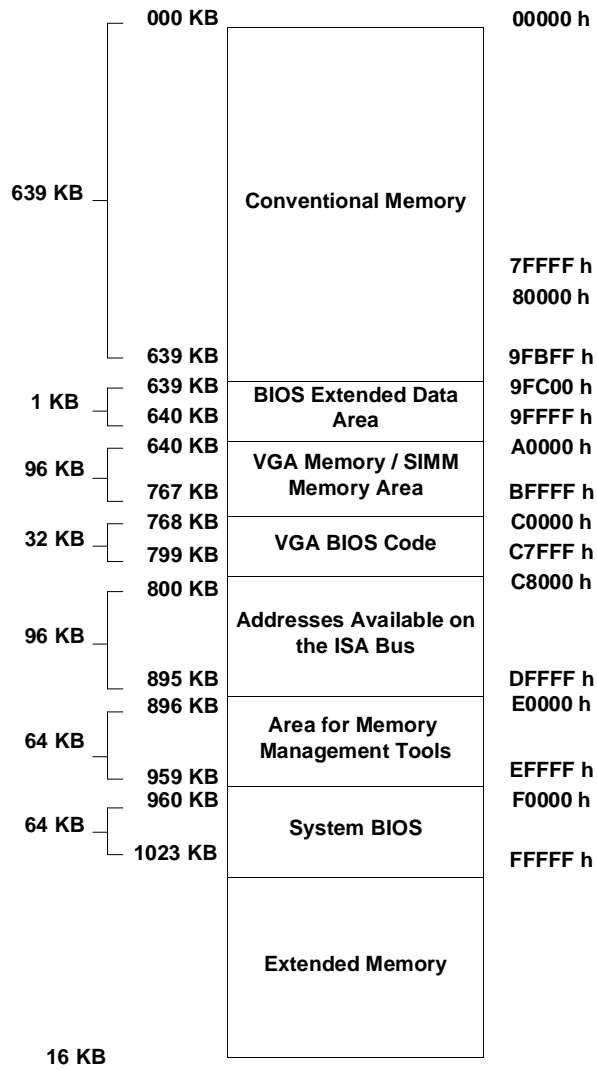 000 KB 00000 h
639 KB Conventional Memory
7FFFF h
80000 h
639 KB 9FBFF h
639 KB 9FC00 h
1 KB BIOS Extended Data
Area
640 KB 9FFFF h
640 KB A0000 h
96 KB VGA Memory / SIMM
Memory Area
767 KB BFFFF h
768 KB C0000 h
32 KB VGA BIOS Code
799 KB C7FFF h
800 KB C8000 h
96 KB Addresses Available on
the ISA Bus
895 KB DFFFF h
896 KB E0000 h
64 KB Area for Memory
Management Tools
959 KB EFFFF h
960 KB F0000 h
64 KB System BIOS
1023 KB FFFFF h
Extended Memory
16 KB